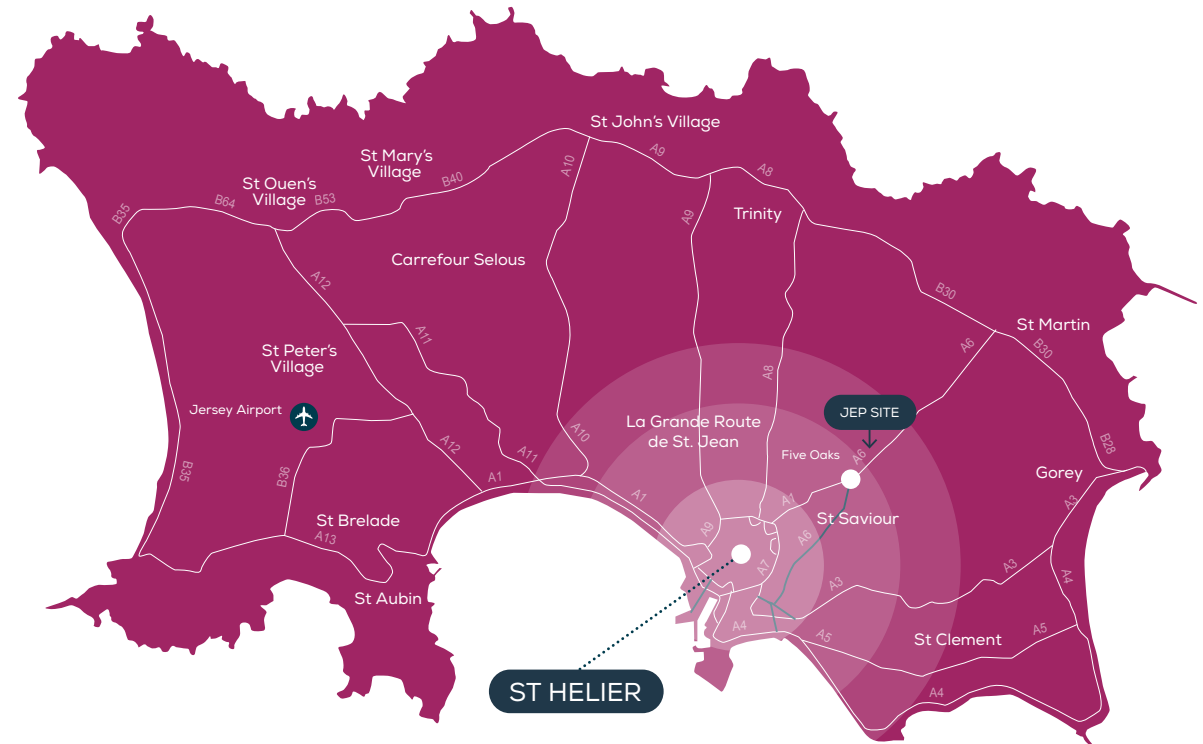 St John's Village
A9
A10
St Mary's
Village
A8
B40
St Ouen's
Village
B53
B64
B35
A9
Trinity
Carrefour Selous
A12
B30
St Martin
A11
A6
B30
St Peter's
Village
A8
Jersey Airport
JEP SITE
La Grande Route
de St. Jean
A10
A12
A11
Five Oaks
A6
B28
B35
B36
A1
A1
Gorey
A1
A3
St Brelade
A13
A9
A6
St Saviour
A7
A3
A3
A4
St Aubin
A4
A5
St Clement
A5
ST HELIER
A4